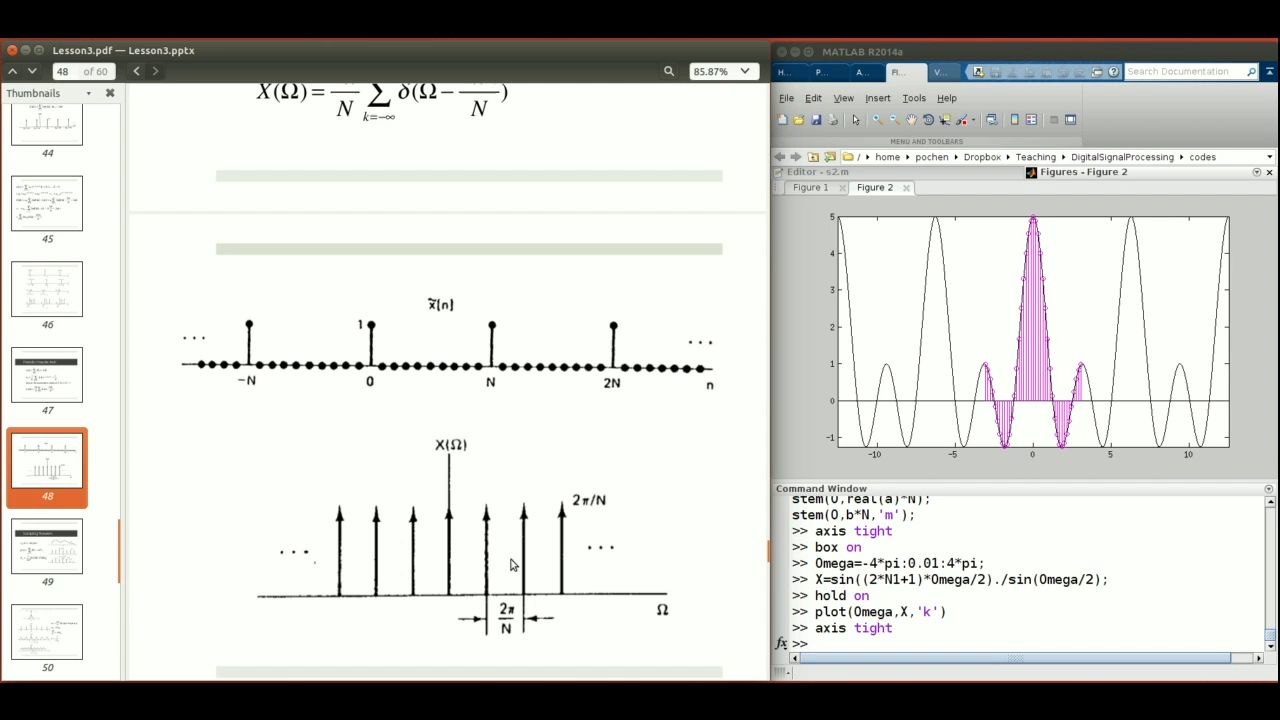 Lesson3.pdf — Lesson3.pptx
48 of 60
85.87%
Thumbnails
44
45
46
47
48
49
50
X(Ω) = N ∑ δ(Ω − N )
k=−∞
x̃[n]
1
... ...
−N 0 N 2N n
X(Ω)
2π/N
... ...
2π/N
Ω
MATLAB R2014a
H... P... A... FI... V...
Search Documentation
File Edit View Insert Tools Help
MENU AND TOOLBARS
/ home pochen Dropbox Teaching DigitalSignalProcessing codes
Editor - s2.m
Figures - Figure 2
Figure 1 Figure 2
5
4
3
2
1
0
-1
-10 -5 0 5 10
Command Window
stem(O,real(a)*N);
stem(O,b*N,'m');
>> axis tight
>> box on
>> Omega=-4*pi:0.01:4*pi;
>> X=sin((2*N1+1)*Omega/2)./sin(Omega/2);
>> hold on
>> plot(Omega,X,'k')
>> axis tight
fx >>